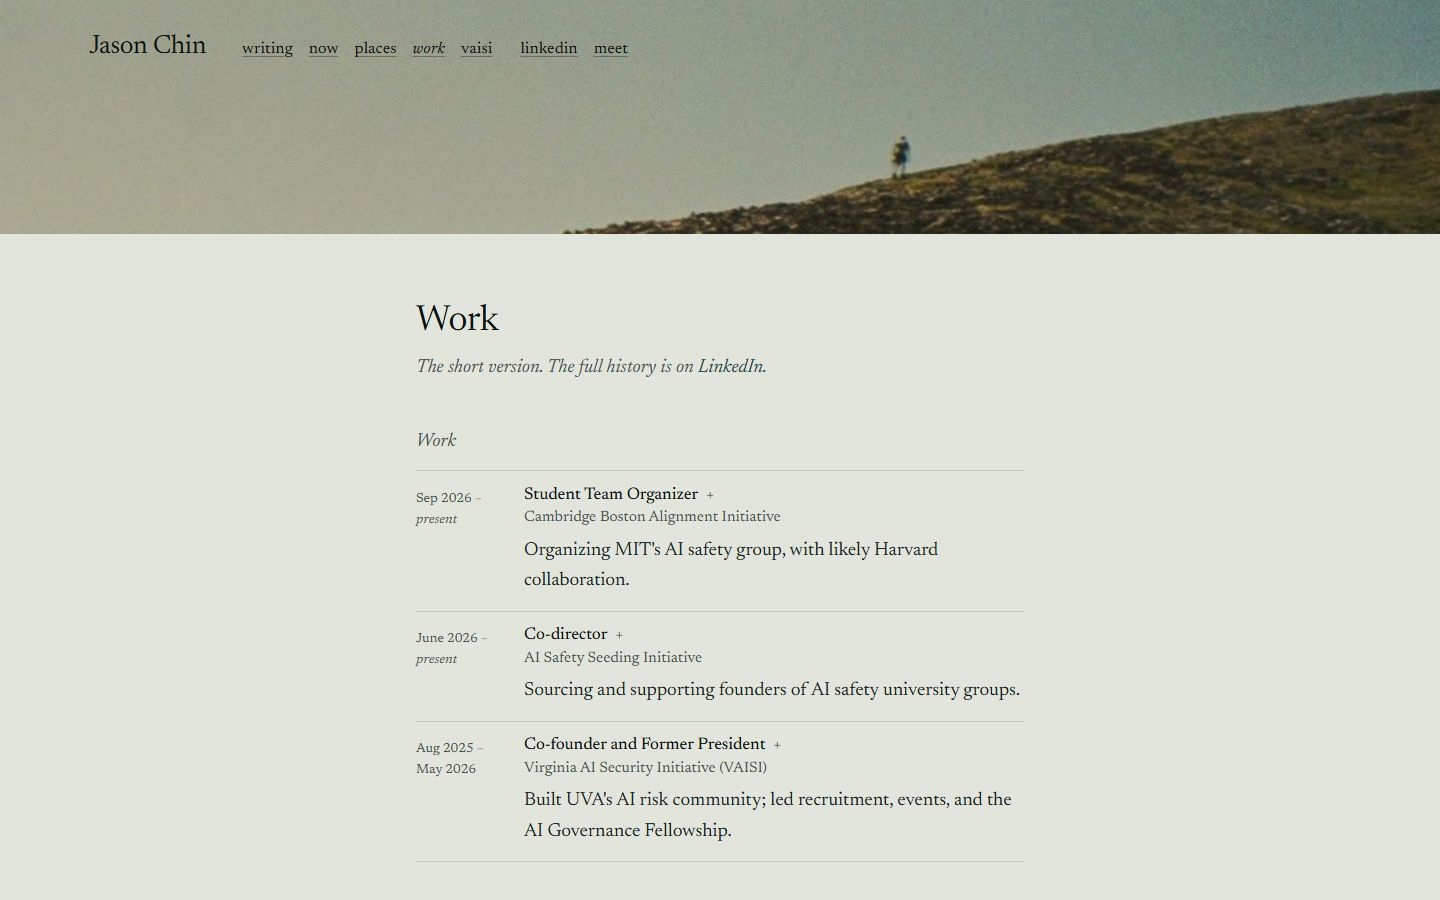 Jason Chin writing now places work vaisi linkedin meet
Work
The short version. The full history is on LinkedIn.
Work
Sep 2026 – Student Team Organizer +
present Cambridge Boston Alignment Initiative
Organizing MIT's AI safety group, with likely Harvard
collaboration.
June 2026 – Co-director +
present AI Safety Seeding Initiative
Sourcing and supporting founders of AI safety university groups.
Aug 2025 – Co-founder and Former President +
May 2026 Virginia AI Security Initiative (VAISI)
Built UVA's AI risk community; led recruitment, events, and the
AI Governance Fellowship.